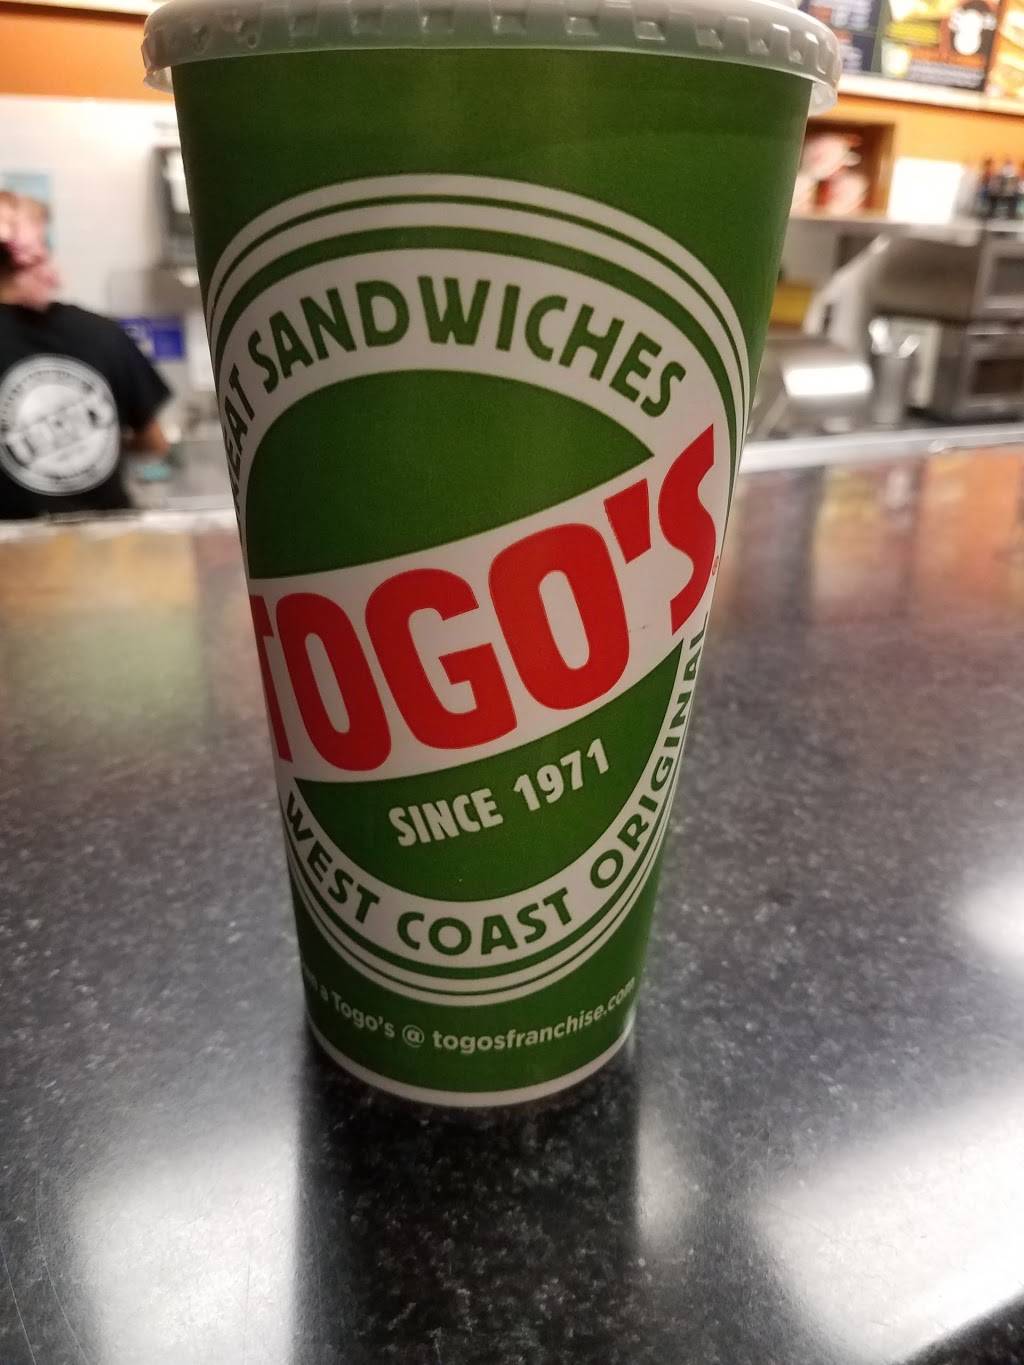 SANDWICHES
TOGO'S
SINCE 1971
WEST COAST ORIGINAL
a Togo's @ togosfranchise.com